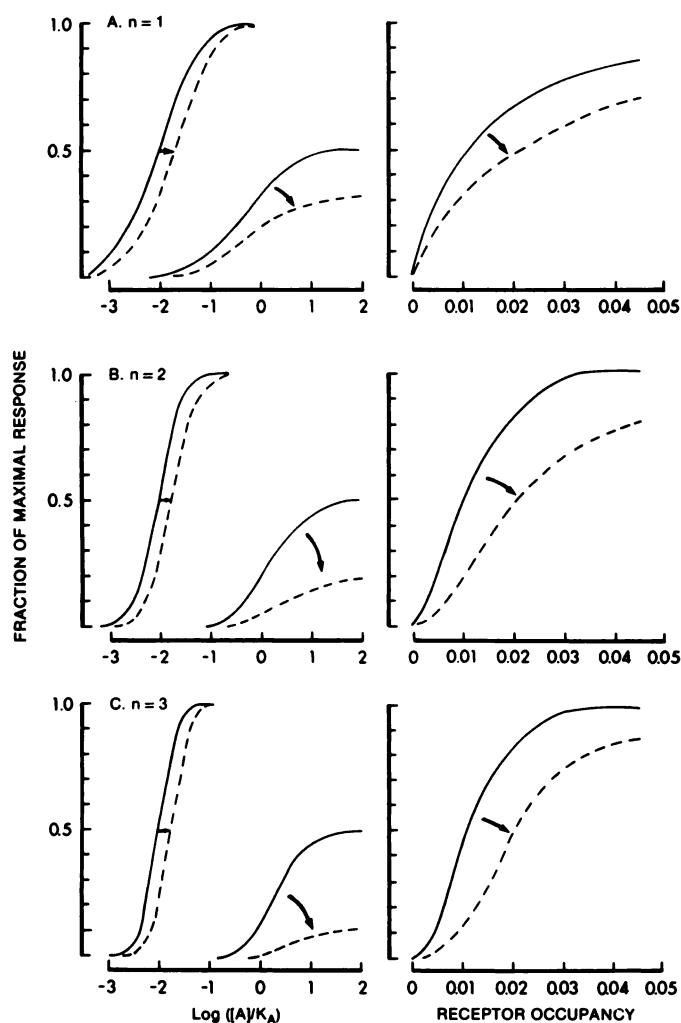 FRACTION OF MAXIMAL RESPONSE
A. n = 1
1.0
0.5
-3 -2 -1 0 1 2
0 0.01 0.02 0.03 0.04 0.05
B. n = 2
1.0
0.5
-3 -2 -1 0 1 2
0 0.01 0.02 0.03 0.04 0.05
C. n = 3
1.0
0.5
-3 -2 -1 0 1 2
0 0.01 0.02 0.03 0.04 0.05
Log ([A]/KA)
RECEPTOR OCCUPANCY